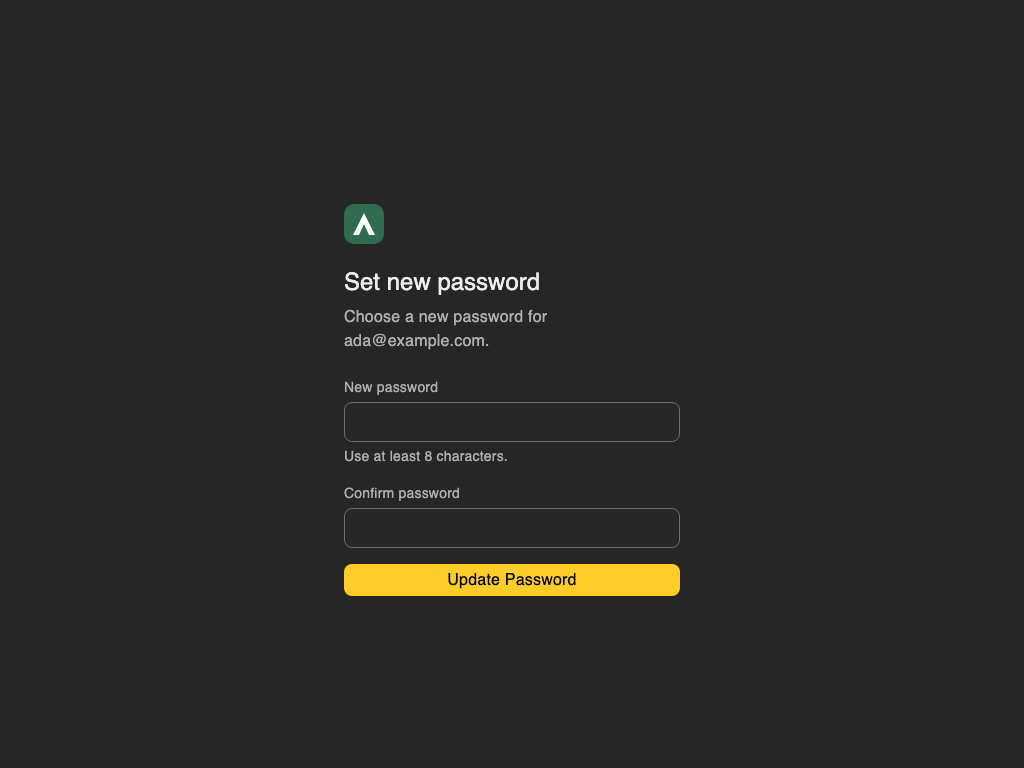 Set new password
Choose a new password for
ada@example.com.
New password
Use at least 8 characters.
Confirm password
Update Password